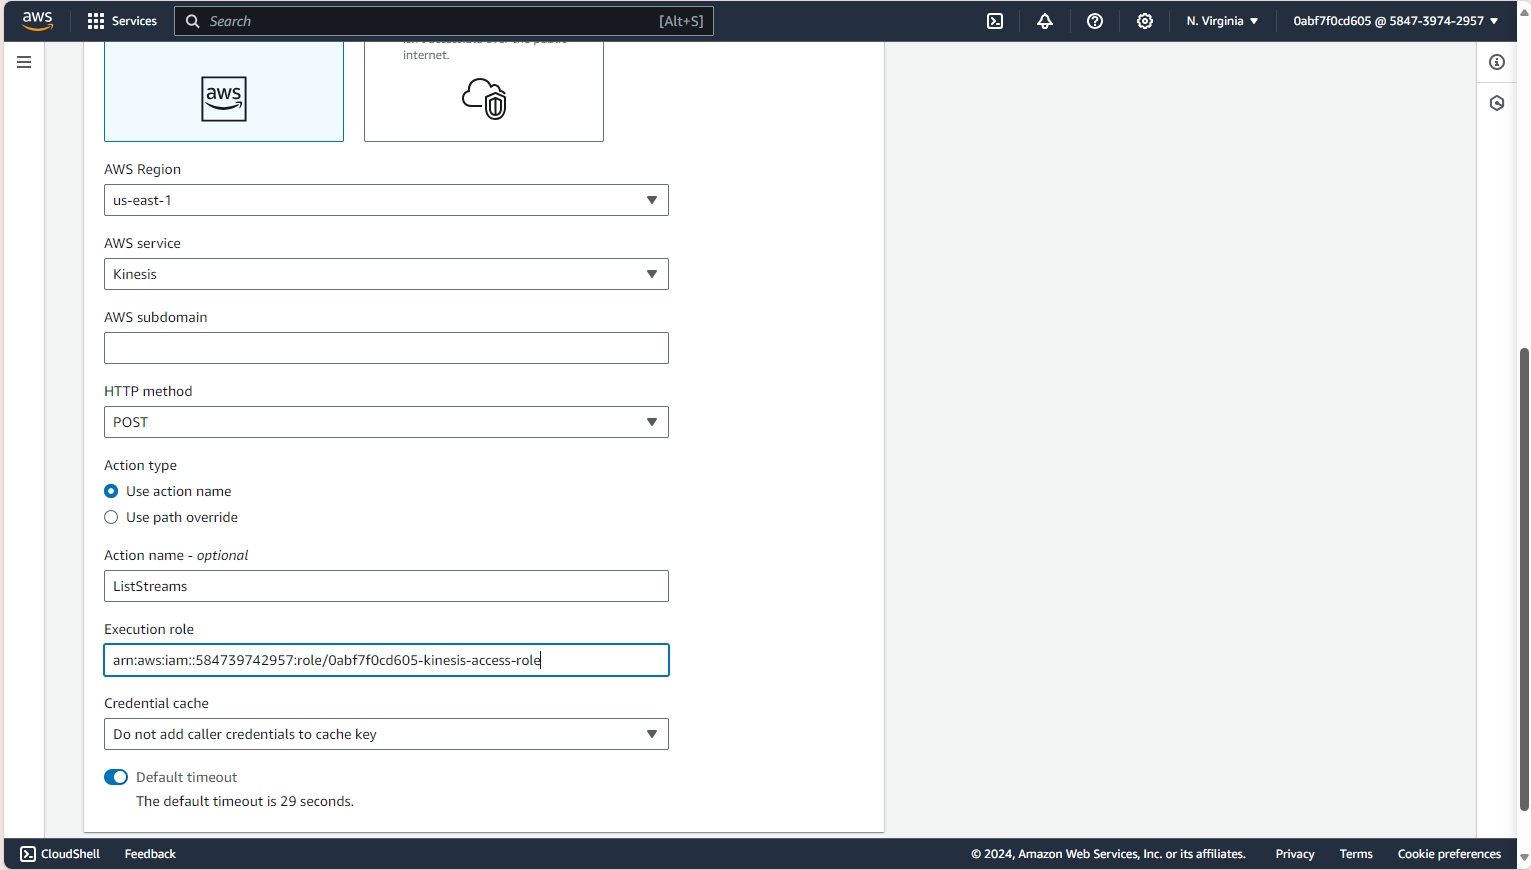 aws
Services
Search
[Alt+S]
N. Virginia
0abf7f0cd605 @ 5847-3974-2957
internet.
aws
AWS Region
us-east-1
AWS service
Kinesis
AWS subdomain
HTTP method
POST
Action type
Use action name
Use path override
Action name - optional
ListStreams
Execution role
arn:aws:iam::584739742957:role/0abf7f0cd605-kinesis-access-role
Credential cache
Do not add caller credentials to cache key
Default timeout
The default timeout is 29 seconds.
CloudShell
Feedback
© 2024, Amazon Web Services, Inc. or its affiliates.
Privacy
Terms
Cookie preferences